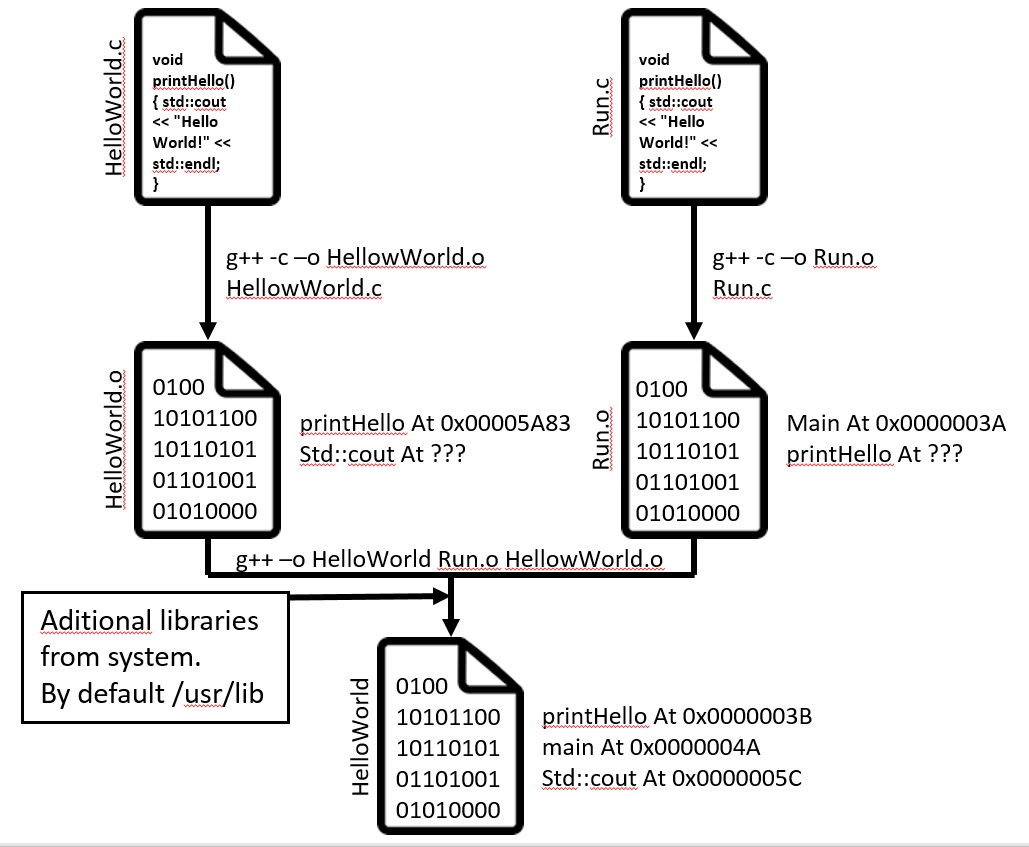 HelloWorld.c
void
printHello()
{ std::cout
<< "Hello
World!" <<
std::endl;
}
Run.c
void
printHello()
{ std::cout
<< "Hello
World!" <<
std::endl;
}
g++ -c –o HellowWorld.o
HellowWorld.c
g++ -c –o Run.o
Run.c
HelloWorld.o
0100
10101100
10110101
01101001
01010000
printHello At 0x00005A83
Std::cout At ???
Run.o
0100
10101100
10110101
01101001
01010000
Main At 0x0000003A
printHello At ???
g++ –o HelloWorld Run.o HellowWorld.o
Aditional libraries
from system.
By default /usr/lib
HelloWorld
0100
10101100
10110101
01101001
01010000
printHello At 0x0000003B
main At 0x0000004A
Std::cout At 0x0000005C